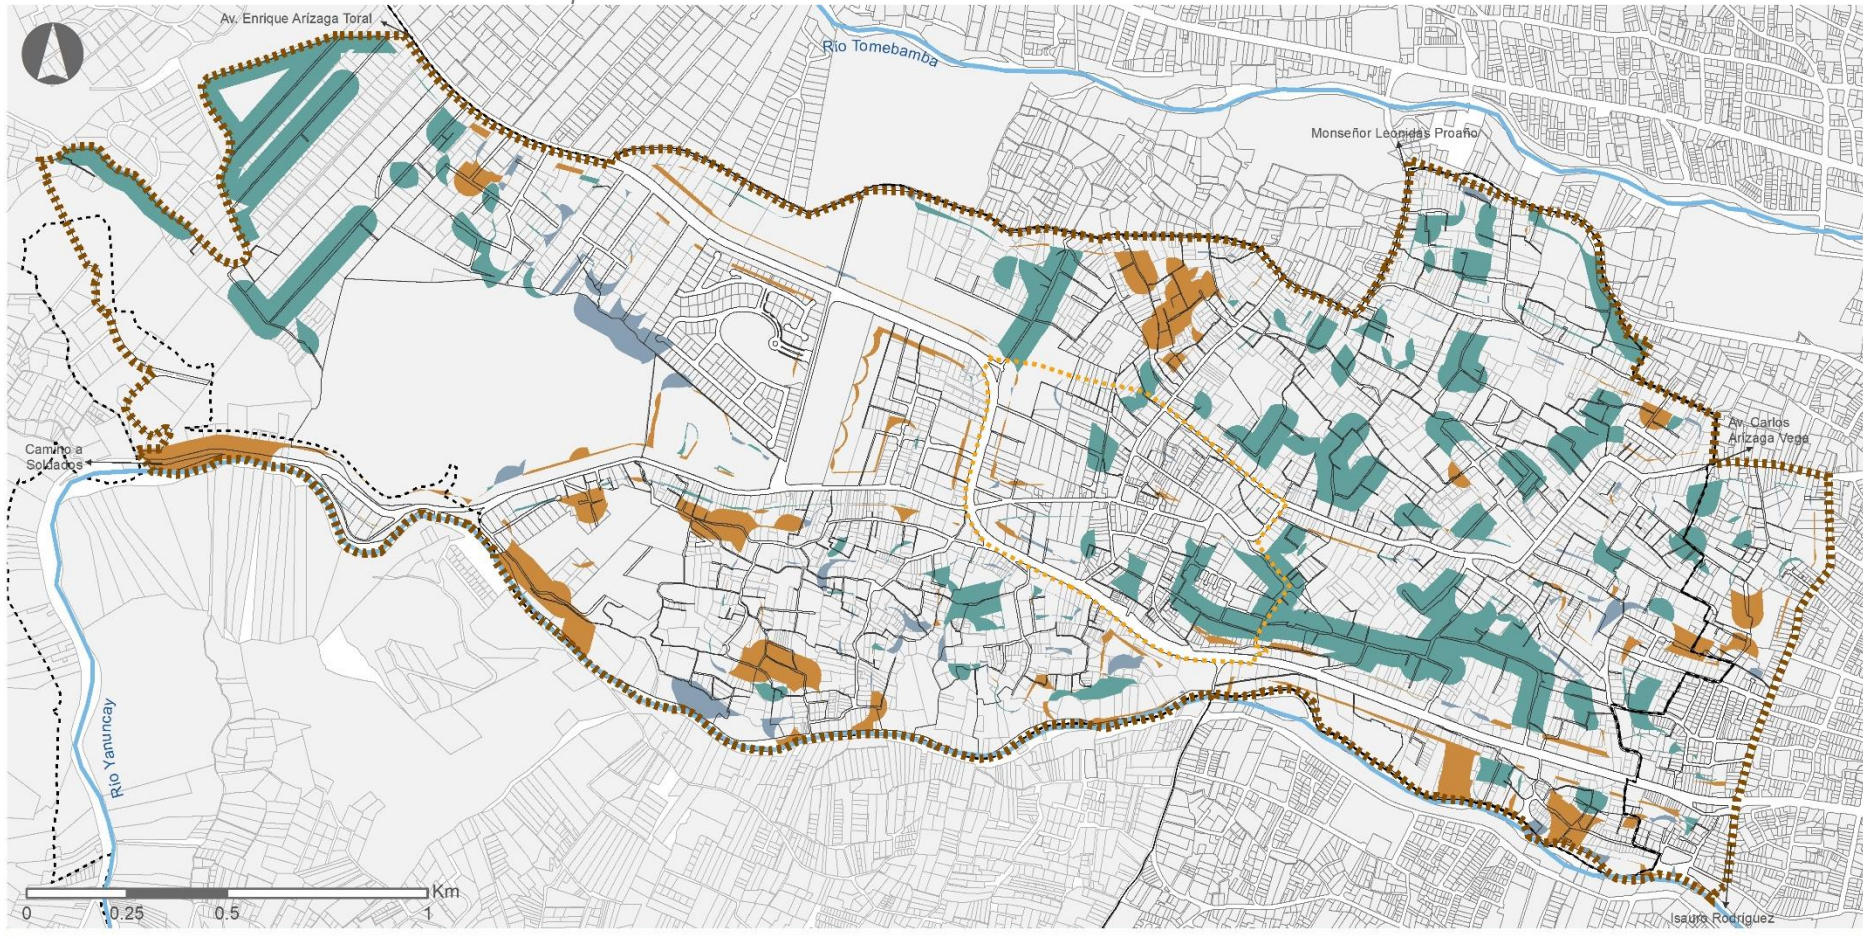 Av. Enrique Arízaga Toral
Río Tomebamba
Monseñor Leonidas Proaño
Av. Carlos
Arízaga Vega
Camino a
Soldados
Río Yanuncay
Km
0
0.25
0.5
1
Isauro Rodríguez